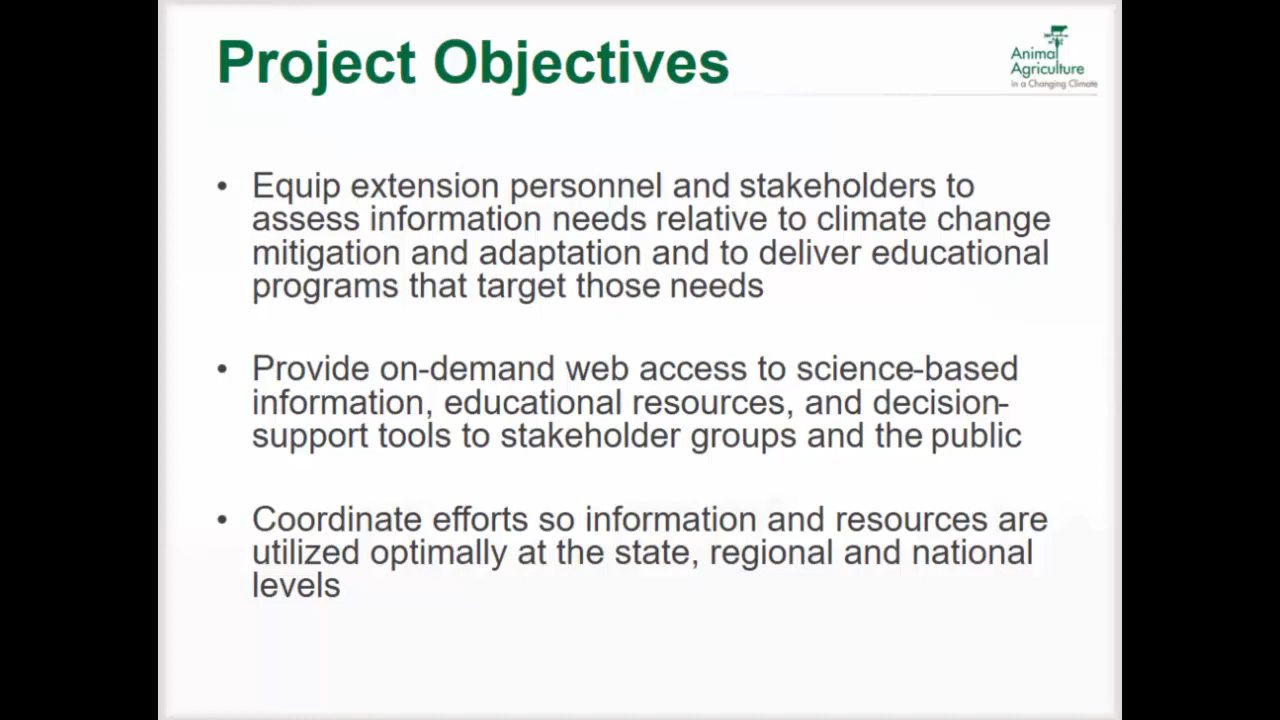 Project Objectives
Animal
Agriculture
in a Changing Climate
• Equip extension personnel and stakeholders to
assess information needs relative to climate change
mitigation and adaptation and to deliver educational
programs that target those needs
• Provide on-demand web access to science-based
information, educational resources, and decision-
support tools to stakeholder groups and the public
• Coordinate efforts so information and resources are
utilized optimally at the state, regional and national
levels